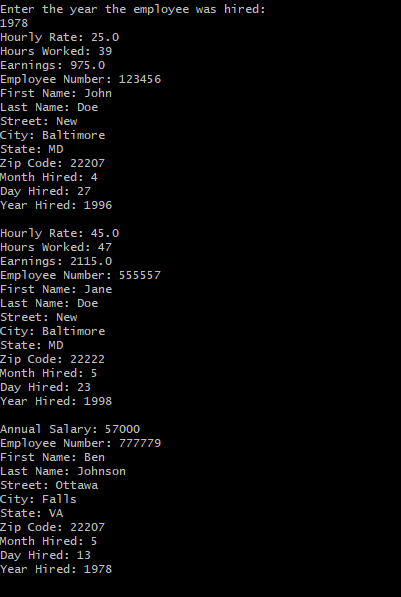 Enter the year the employee was hired:
1978
Hourly Rate: 25.0
Hours Worked: 39
Earnings: 975.0
Employee Number: 123456
First Name: John
Last Name: Doe
Street: New
City: Baltimore
State: MD
Zip Code: 22207
Month Hired: 4
Day Hired: 27
Year Hired: 1996

Hourly Rate: 45.0
Hours Worked: 47
Earnings: 2115.0
Employee Number: 555557
First Name: Jane
Last Name: Doe
Street: New
City: Baltimore
State: MD
Zip Code: 22222
Month Hired: 5
Day Hired: 23
Year Hired: 1998

Annual Salary: 57000
Employee Number: 777779
First Name: Ben
Last Name: Johnson
Street: Ottawa
City: Falls
State: VA
Zip Code: 22207
Month Hired: 5
Day Hired: 13
Year Hired: 1978